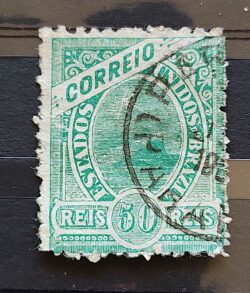 CORREIO
ESTADOS UNIDOS DO BRAZIL
REIS 50 REIS